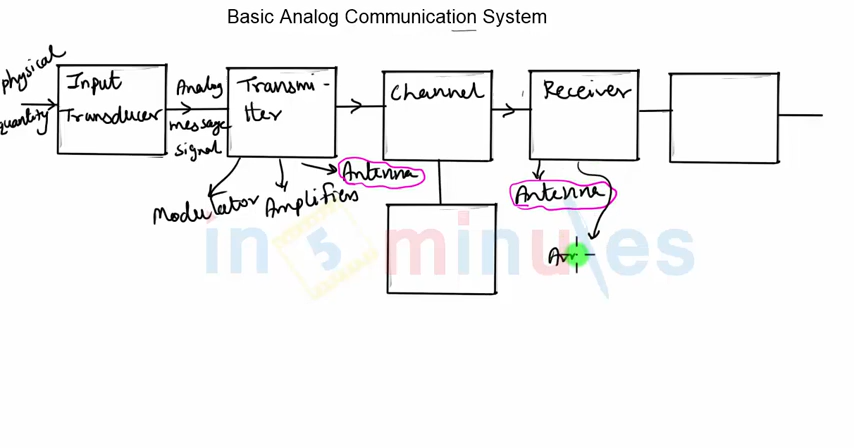 Basic Analog Communication System
physical
quantity
Input
Transducer
Analog
message
signal
Transmi-
tter
Channel
Receiver
Modulator
Amplifiers
Antenna
Antenna
Am
in 5 minutes